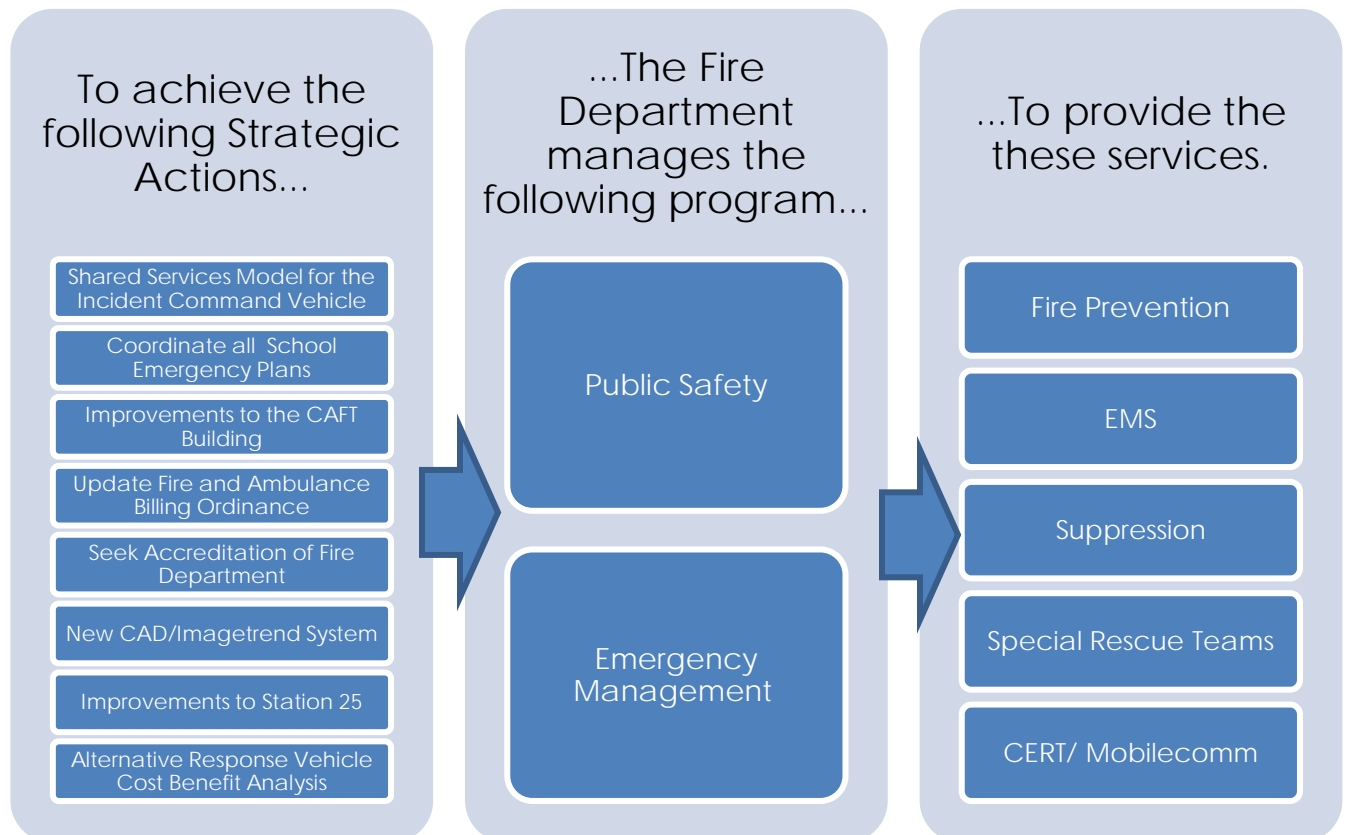 To achieve the
following Strategic
Actions...
Shared Services Model for the
Incident Command Vehicle
Coordinate all School
Emergency Plans
Improvements to the CAFT
Building
Update Fire and Ambulance
Billing Ordinance
Seek Accreditation of Fire
Department
New CAD/Imagetrend System
Improvements to Station 25
Alternative Response Vehicle
Cost Benefit Analysis
...The Fire
Department
manages the
following program...
Public Safety
Emergency
Management
...To provide the
these services.
Fire Prevention
EMS
Suppression
Special Rescue Teams
CERT/ Mobilecomm